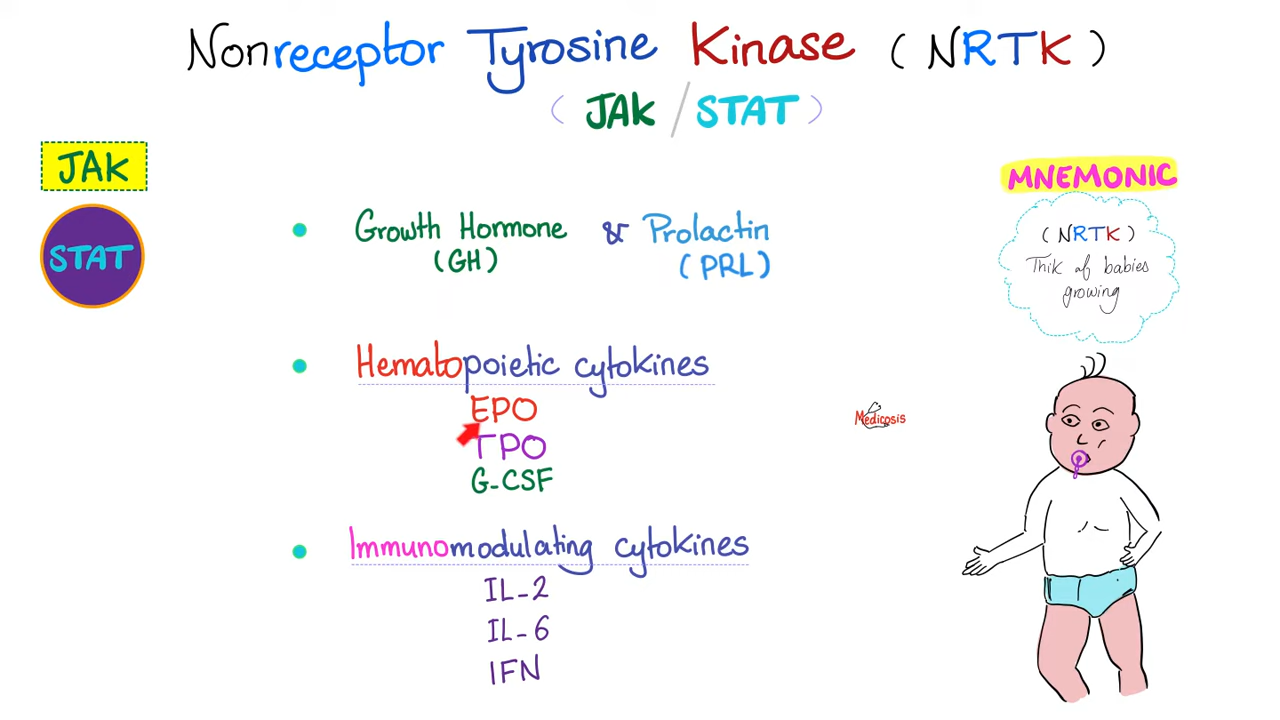 Nonreceptor Tyrosine Kinase (NRTK)
(JAK/STAT)
JAK
STAT
Growth Hormone & Prolactin
(GH) (PRL)
Hematopoietic cytokines
EPO
TPO
G-CSF
Immunomodulating cytokines
IL-2
IL-6
IFN
MNEMONIC
(NRTK)
Thik of babies
growing
Medicosis